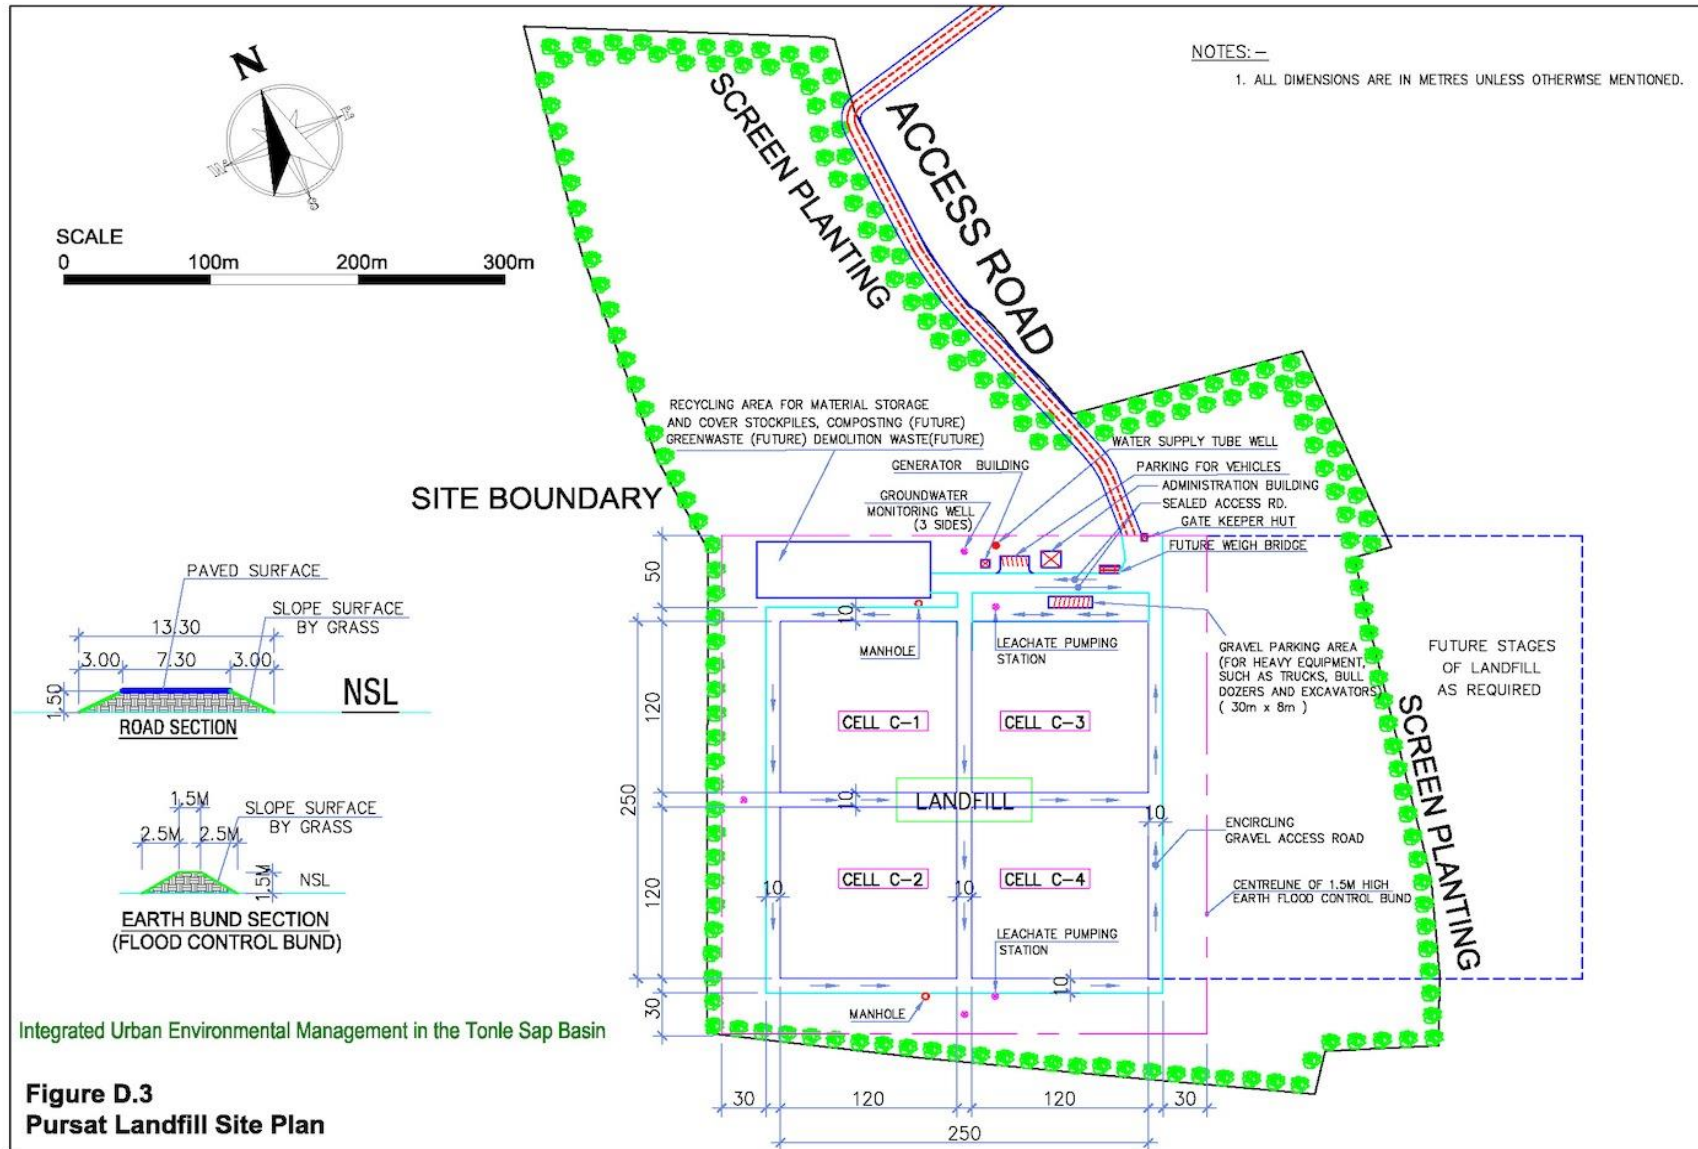 N
E
W
S
NOTES: —
1. ALL DIMENSIONS ARE IN METRES UNLESS OTHERWISE MENTIONED.
SCALE
0 100m 200m 300m
SCREEN PLANTING
ACCESS ROAD
RECYCLING AREA FOR MATERIAL STORAGE
AND COVER STOCKPILES, COMPOSTING (FUTURE)
GREENWASTE (FUTURE) DEMOLITION WASTE(FUTURE)
SITE BOUNDARY
GENERATOR BUILDING
GROUNDWATER
MONITORING WELL
(3 SIDES)
WATER SUPPLY TUBE WELL
PARKING FOR VEHICLES
ADMINISTRATION BUILDING
SEALED ACCESS RD.
GATE KEEPER HUT
FUTURE WEIGH BRIDGE
50
10
MANHOLE
LEACHATE PUMPING
STATION
GRAVEL PARKING AREA
(FOR HEAVY EQUIPMENT,
SUCH AS TRUCKS, BULL
DOZERS AND EXCAVATORS)
( 30m x 8m )
FUTURE STAGES
OF LANDFILL
AS REQUIRED
SCREEN PLANTING
120
CELL C-1
CELL C-3
250
10
LANDFILL
10
ENCIRCLING
GRAVEL ACCESS ROAD
120
10
CELL C-2
10
CELL C-4
CENTRELINE OF 1.5M HIGH
EARTH FLOOD CONTROL BUND
LEACHATE PUMPING
STATION
10
30
MANHOLE
30 120 120 30
250
PAVED SURFACE
SLOPE SURFACE
BY GRASS
13.30
3.00 7.30 3.00
1.50
NSL
ROAD SECTION
1.5M
SLOPE SURFACE
BY GRASS
2.5M 2.5M
1.5M
NSL
EARTH BUND SECTION
(FLOOD CONTROL BUND)
Integrated Urban Environmental Management in the Tonle Sap Basin
Figure D.3
Pursat Landfill Site Plan